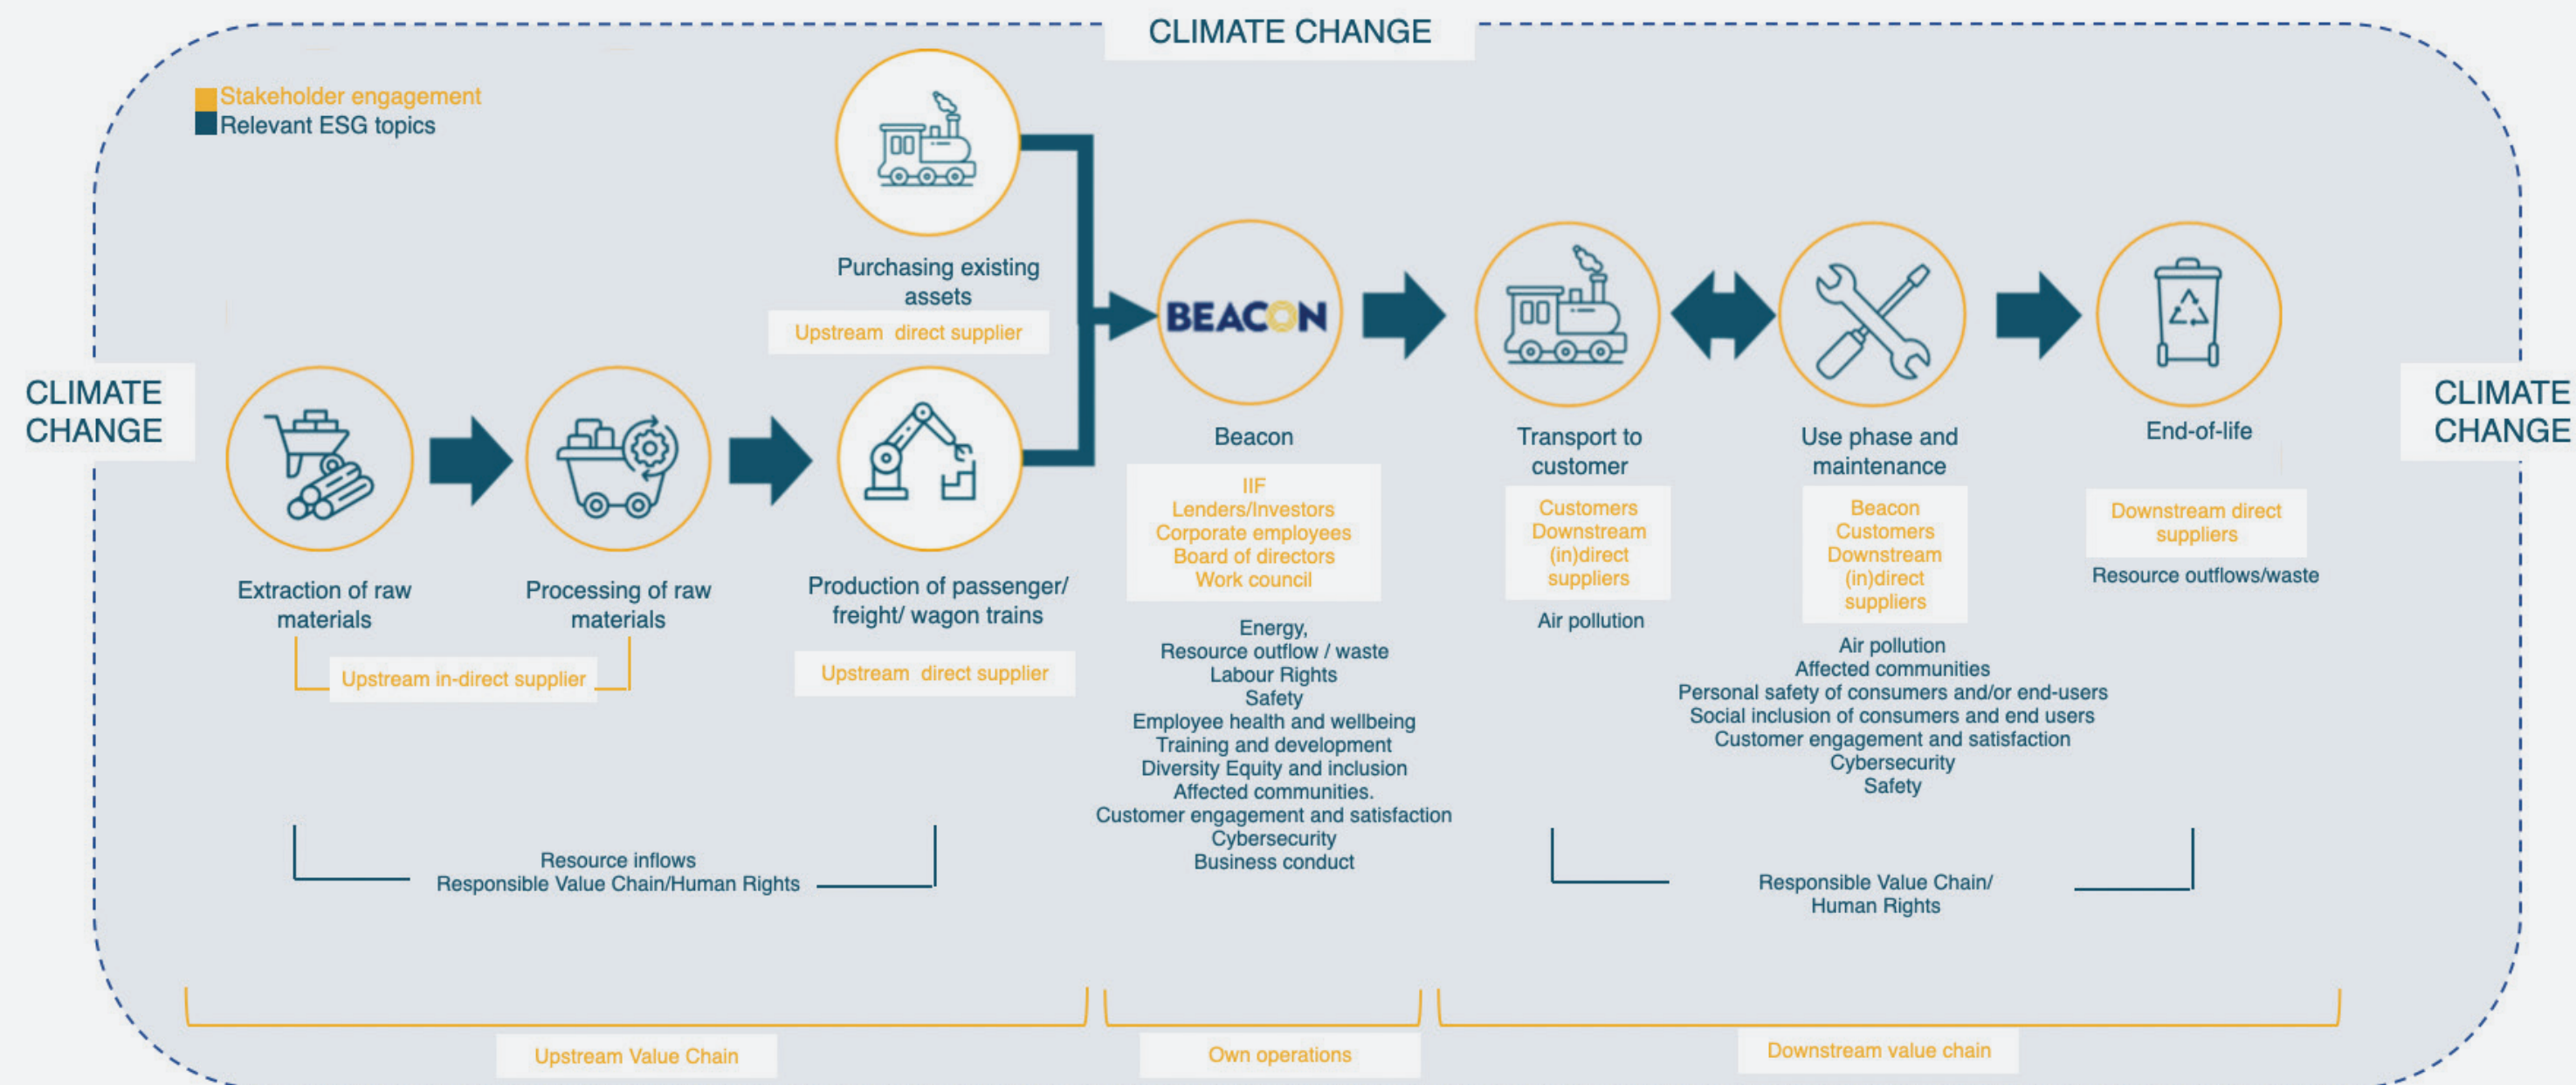 CLIMATE CHANGE
Stakeholder engagement
Relevant ESG topics
CLIMATE
CHANGE
Extraction of raw
materials
Processing of raw
materials
Upstream in-direct supplier
Purchasing existing
assets
Upstream direct supplier
Production of passenger/
freight/ wagon trains
Upstream direct supplier
Resource inflows
Responsible Value Chain/Human Rights
BEACON
Beacon
IIF
Lenders/Investors
Corporate employees
Board of directors
Work council
Energy,
Resource outflow / waste
Labour Rights
Safety
Employee health and wellbeing
Training and development
Diversity Equity and inclusion
Affected communities.
Customer engagement and satisfaction
Cybersecurity
Business conduct
Transport to
customer
Customers
Downstream
(in)direct
suppliers
Air pollution
Use phase and
maintenance
Beacon
Customers
Downstream
(in)direct
suppliers
Air pollution
Affected communities
Personal safety of consumers and/or end-users
Social inclusion of consumers and end users
Customer engagement and satisfaction
Cybersecurity
Safety
End-of-life
Downstream direct
suppliers
Resource outflows/waste
Responsible Value Chain/
Human Rights
CLIMATE
CHANGE
Upstream Value Chain
Own operations
Downstream value chain